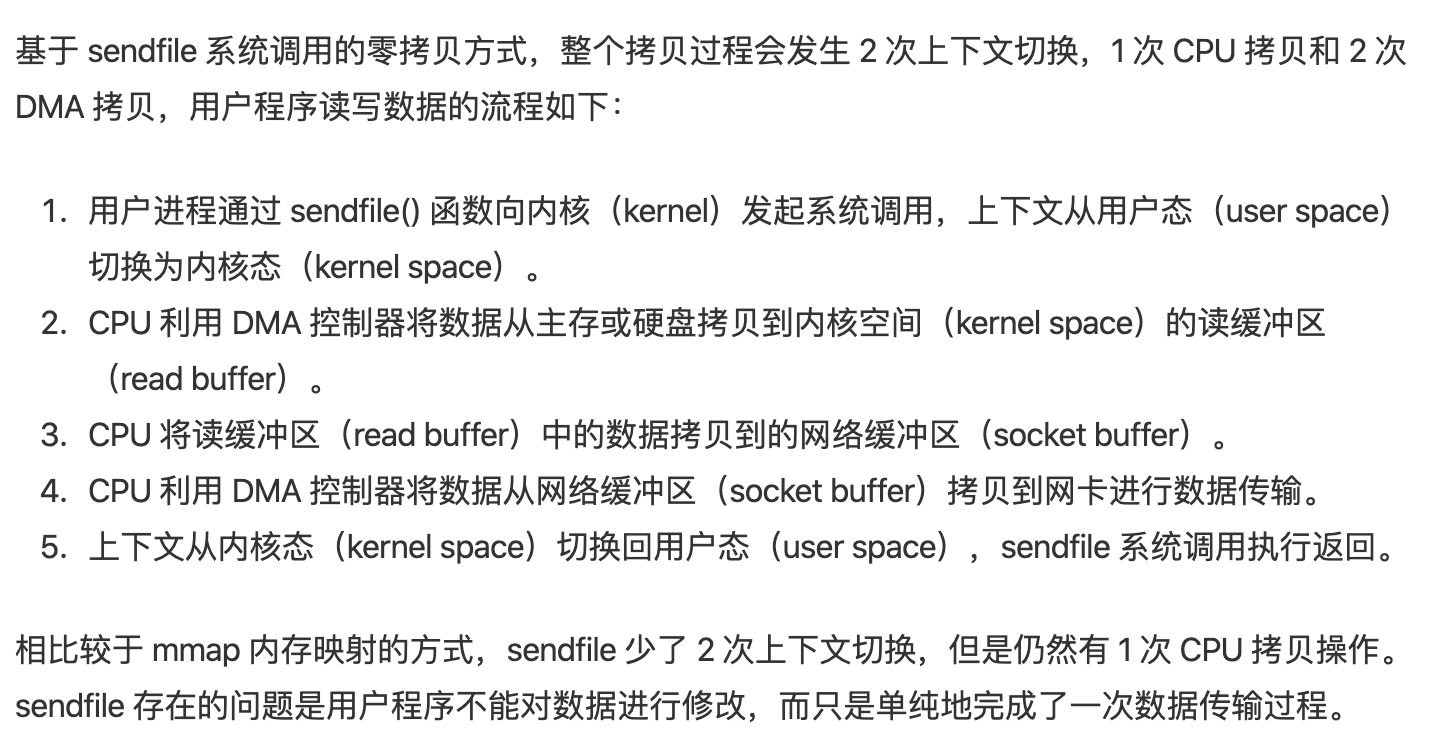 基于 sendfile 系统调用的零拷贝方式，整个拷贝过程会发生 2 次上下文切换，1 次 CPU 拷贝和 2 次
DMA 拷贝，用户程序读写数据的流程如下：
1. 用户进程通过 sendfile() 函数向内核（kernel）发起系统调用，上下文从用户态（user space）
切换为内核态（kernel space）。
2. CPU 利用 DMA 控制器将数据从主存或硬盘拷贝到内核空间（kernel space）的读缓冲区
（read buffer）。
3. CPU 将读缓冲区（read buffer）中的数据拷贝到的网络缓冲区（socket buffer）。
4. CPU 利用 DMA 控制器将数据从网络缓冲区（socket buffer）拷贝到网卡进行数据传输。
5. 上下文从内核态（kernel space）切换回用户态（user space），sendfile 系统调用执行返回。
相比较于 mmap 内存映射的方式，sendfile 少了 2 次上下文切换，但是仍然有 1 次 CPU 拷贝操作。
sendfile 存在的问题是用户程序不能对数据进行修改，而只是单纯地完成了一次数据传输过程。